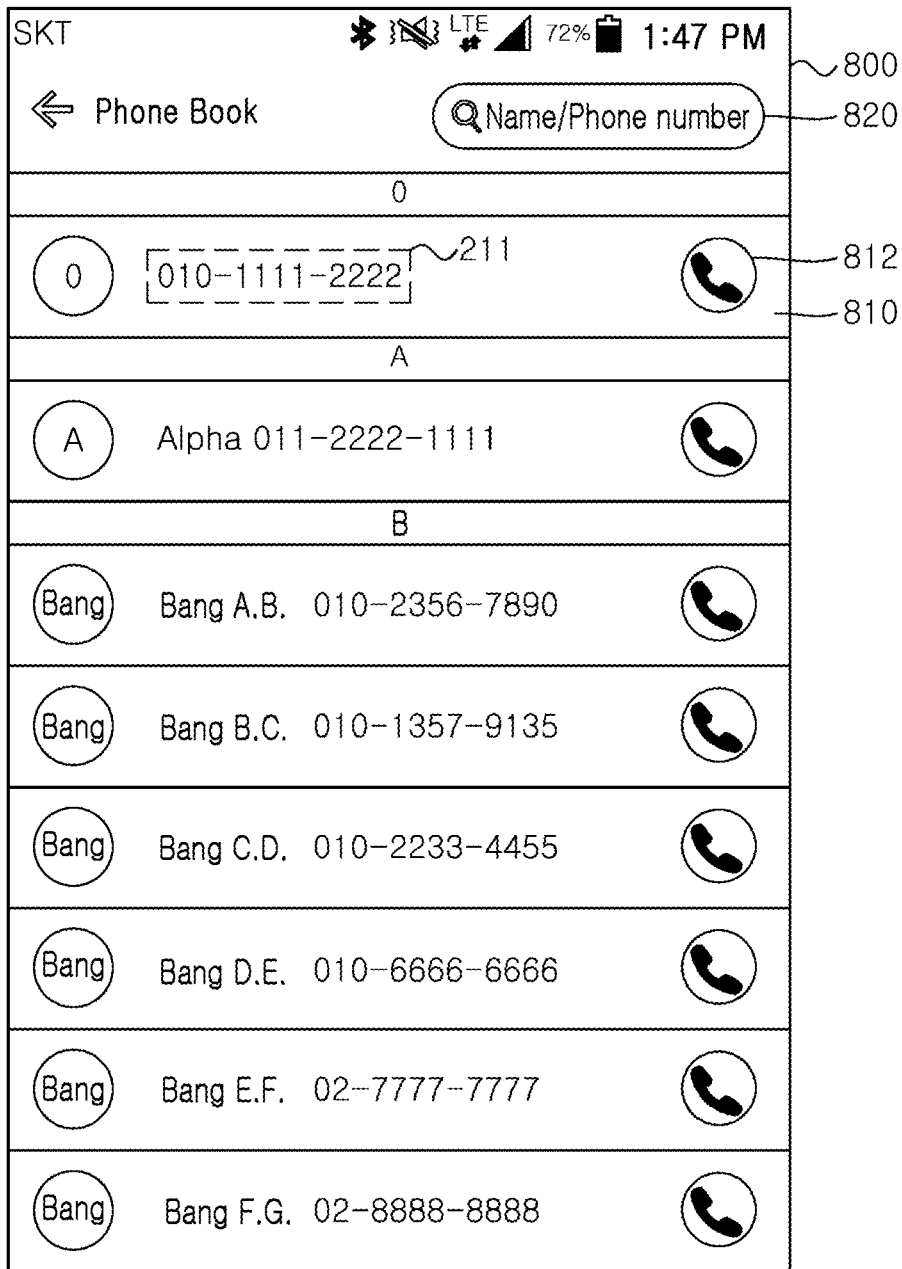 SKT LTE 72% 1:47 PM
800
Phone Book Name/Phone number 820
0
0 010-1111-2222 211 812
810
A
A Alpha 011-2222-1111
B
Bang Bang A.B. 010-2356-7890
Bang Bang B.C. 010-1357-9135
Bang Bang C.D. 010-2233-4455
Bang Bang D.E. 010-6666-6666
Bang Bang E.F. 02-7777-7777
Bang Bang F.G. 02-8888-8888